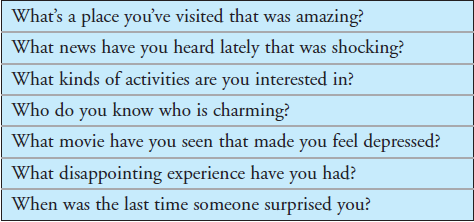 What's a place you've visited that was amazing?
What news have you heard lately that was shocking?
What kinds of activities are you interested in?
Who do you know who is charming?
What movie have you seen that made you feel depressed?
What disappointing experience have you had?
When was the last time someone surprised you?